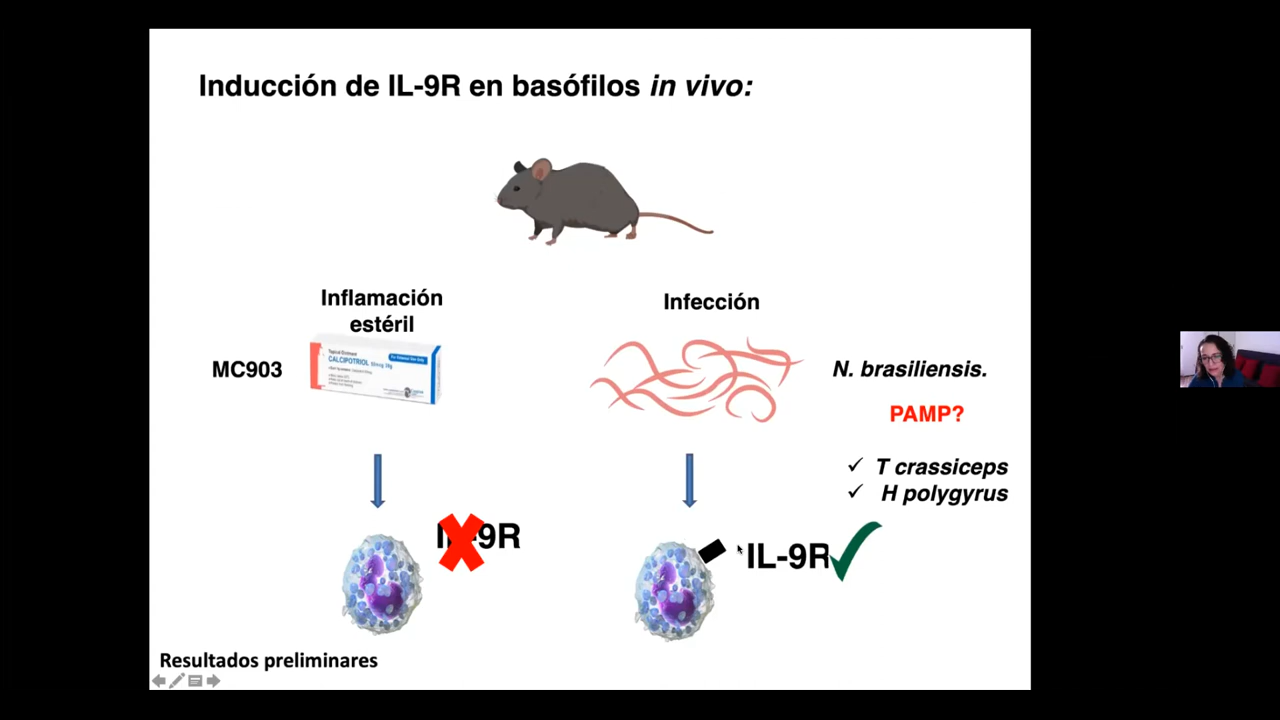 Inducción de IL-9R en basófilos in vivo:
Inflamación
estéril
Infección
MC903
CALCIPOTRIOL
N. brasiliensis.
PAMP?
✓ T crassiceps
✓ H polygyrus
IL-9R
IL-9R
Resultados preliminares